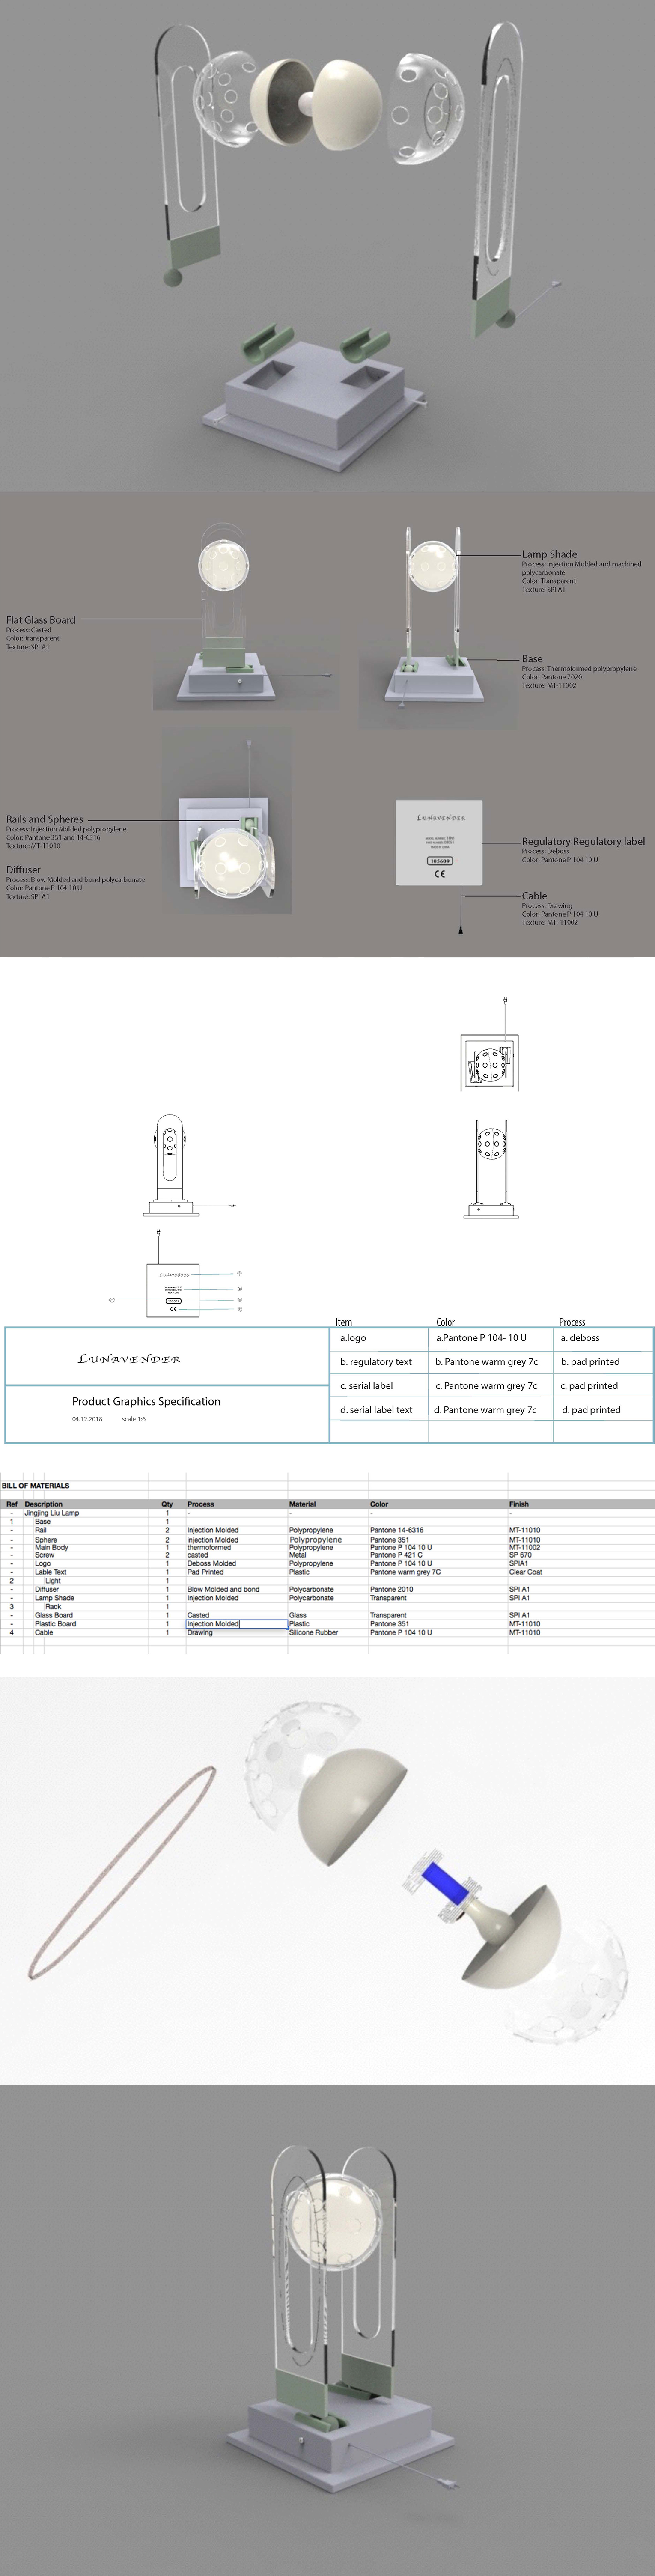 Lamp Shade
Process: Injection Molded and machined
polycarbonate
Color: Transparent
Texture: SPI A1
Flat Glass Board
Process: Casted
Color: transparent
Texture: SPI A1
Base
Process: Thermoformed polypropylene
Color: Pantone 7020
Texture: MT-11002
Rails and Spheres
Process: Injection Molded polypropylene
Color: Pantone 351 and 14-6316
Texture: MT-11010
Diffuser
Process: Blow Molded and bond polycarbonate
Color: Pantone P 104 10 U
Texture: SPI A1
LUNAVENDER
103609
CE
Regulatory Regulatory label
Process: Deboss
Color: Pantone P 104 10 U
Cable
Process: Drawing
Color: Pantone P 104 10 U
Texture: MT- 11002
LUNAVENDER
CE
Item Color Process
a.logo a.Pantone P 104- 10 U a. deboss
b. regulatory text b. Pantone warm grey 7c b. pad printed
c. serial label c. Pantone warm grey 7c c. pad printed
d. serial label text d. Pantone warm grey 7c d. pad printed
LUNAVENDER
Product Graphics Specification
04.12.2018 scale 1:6
BILL OF MATERIALS
Ref Description Qty Process Material Color Finish
- Jingjing Liu Lamp 1 - - - -
1 Base 1
- Rail 2 Injection Molded Polypropylene Pantone 14-6316 MT-11010
- Sphere 2 injection Molded Polypropylene Pantone 351 MT-11010
- Main Body 1 thermoformed Polypropylene Pantone P 104 10 U MT-11002
- Screw 2 casted Metal Pantone P 421 C SP 670
- Logo 1 Deboss Molded Polypropylene Pantone P 104 10 U SPIA1
- Lable Text 1 Pad Printed Plastic Pantone warm grey 7C Clear Coat
2 Light 1
- Diffuser 1 Blow Molded and bond Polycarbonate Pantone 2010 SPI A1
- Lamp Shade 1 Injection Molded Polycarbonate Transparent SPI A1
3 Rack 1
- Glass Board 1 Casted Glass Transparent SPI A1
- Plastic Board 1 Injection Molded Plastic Pantone 351 MT-11010
4 Cable 1 Drawing Silicone Rubber Pantone P 104 10 U MT-11010